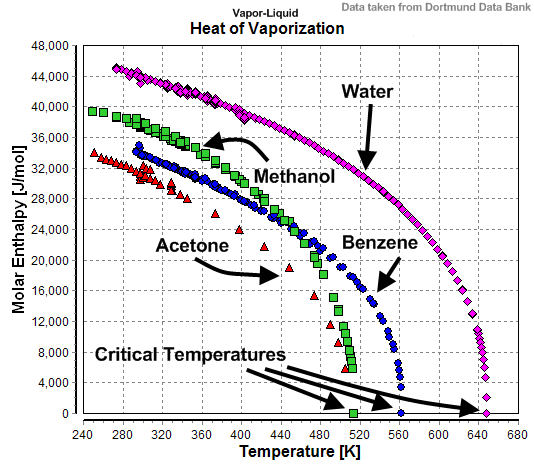 Data taken from Dortmund Data Bank
Vapor-Liquid
Heat of Vaporization
48,000
44,000
40,000
36,000
32,000
28,000
24,000
20,000
16,000
12,000
8,000
4,000
0
Molar Enthalpy [J/mol]
Water
Methanol
Acetone
Benzene
Critical Temperatures
240 280 320 360 400 440 480 520 560 600 640 680
Temperature [K]